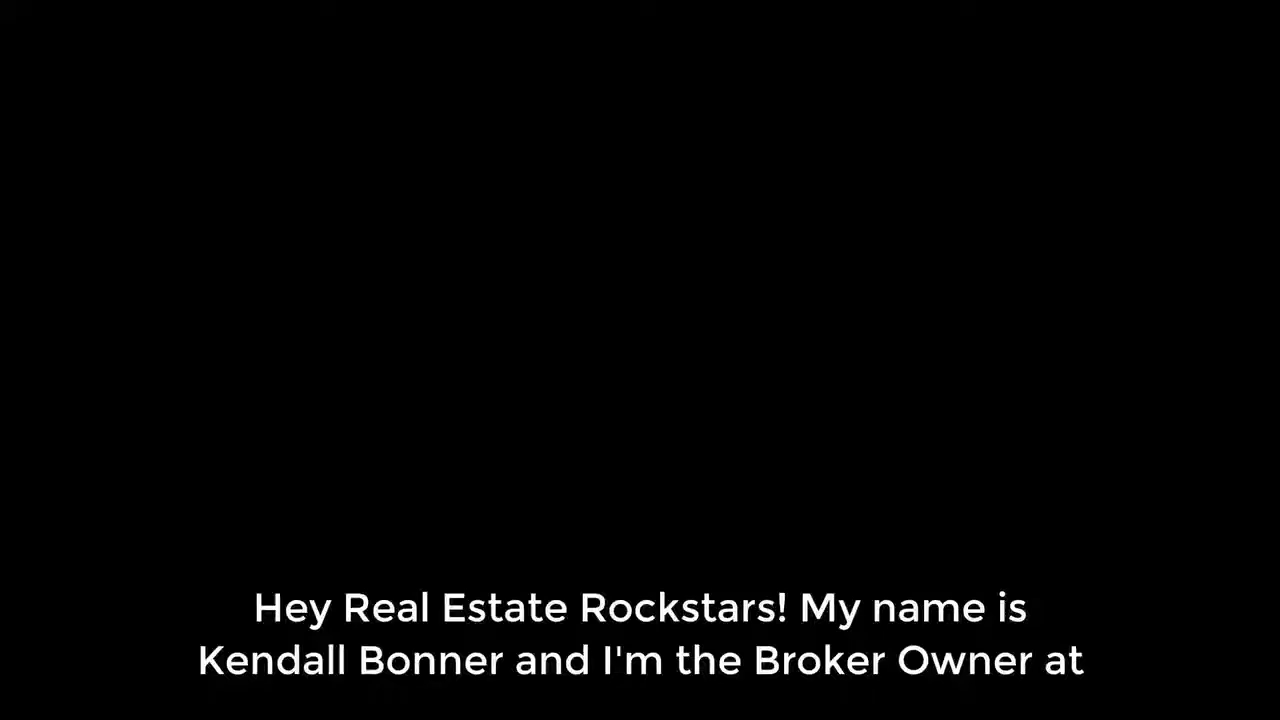 Hey Real Estate Rockstars! My name is
Kendall Bonner and I'm the Broker Owner at